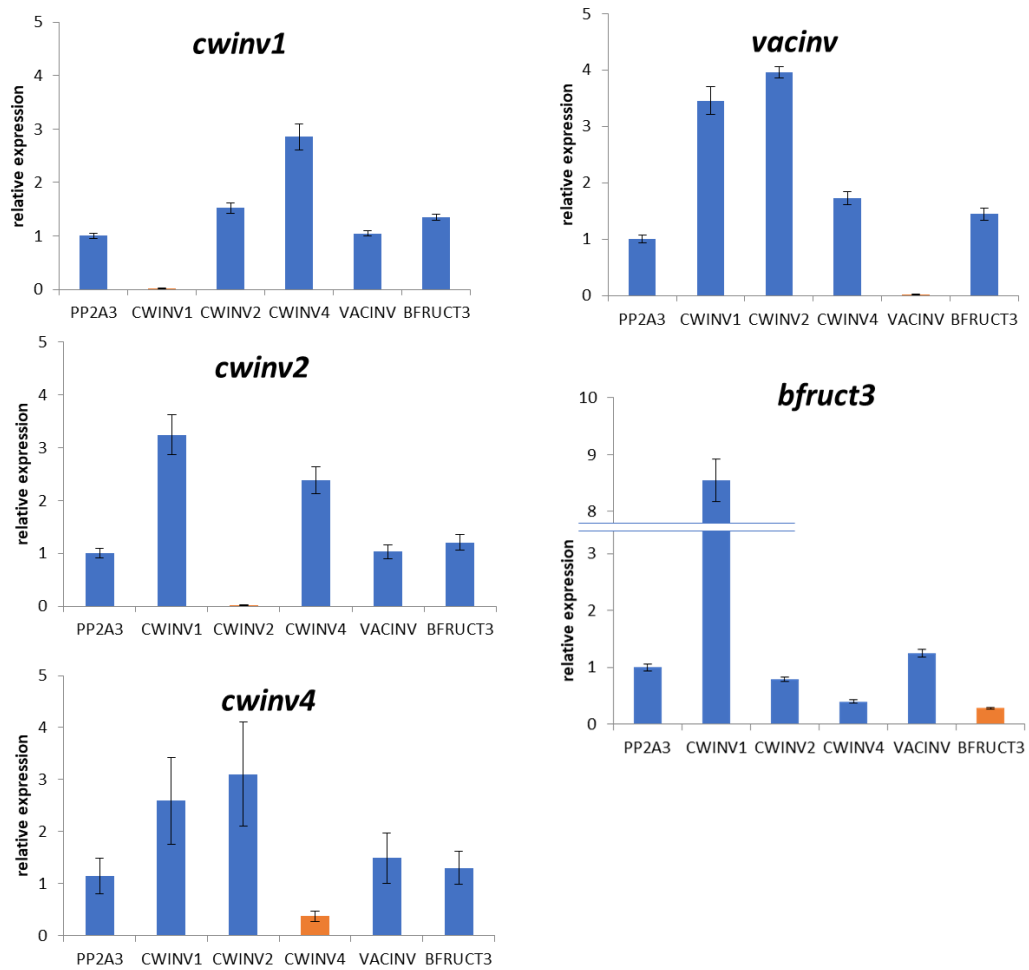 cwinv1
relative expression
5
4
3
2
1
0
PP2A3 CWINV1 CWINV2 CWINV4 VACINV BFRUCT3
vacinv
relative expression
5
4
3
2
1
0
PP2A3 CWINV1 CWINV2 CWINV4 VACINV BFRUCT3
cwinv2
relative expression
5
4
3
2
1
0
PP2A3 CWINV1 CWINV2 CWINV4 VACINV BFRUCT3
bfruct3
relative expression
10
9
8
3
2
1
0
PP2A3 CWINV1 CWINV2 CWINV4 VACINV BFRUCT3
cwinv4
relative expression
5
4
3
2
1
0
PP2A3 CWINV1 CWINV2 CWINV4 VACINV BFRUCT3